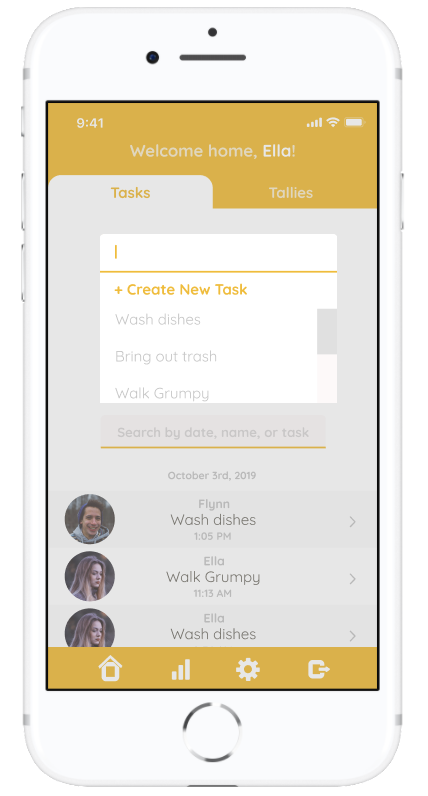 9:41
Welcome home, Ella!
Tasks
Tallies
+ Create New Task
Wash dishes
Bring out trash
Walk Grumpy
Search by date, name, or task
October 3rd, 2019
Flynn
Wash dishes
1:05 PM
Ella
Walk Grumpy
11:13 AM
Ella
Wash dishes